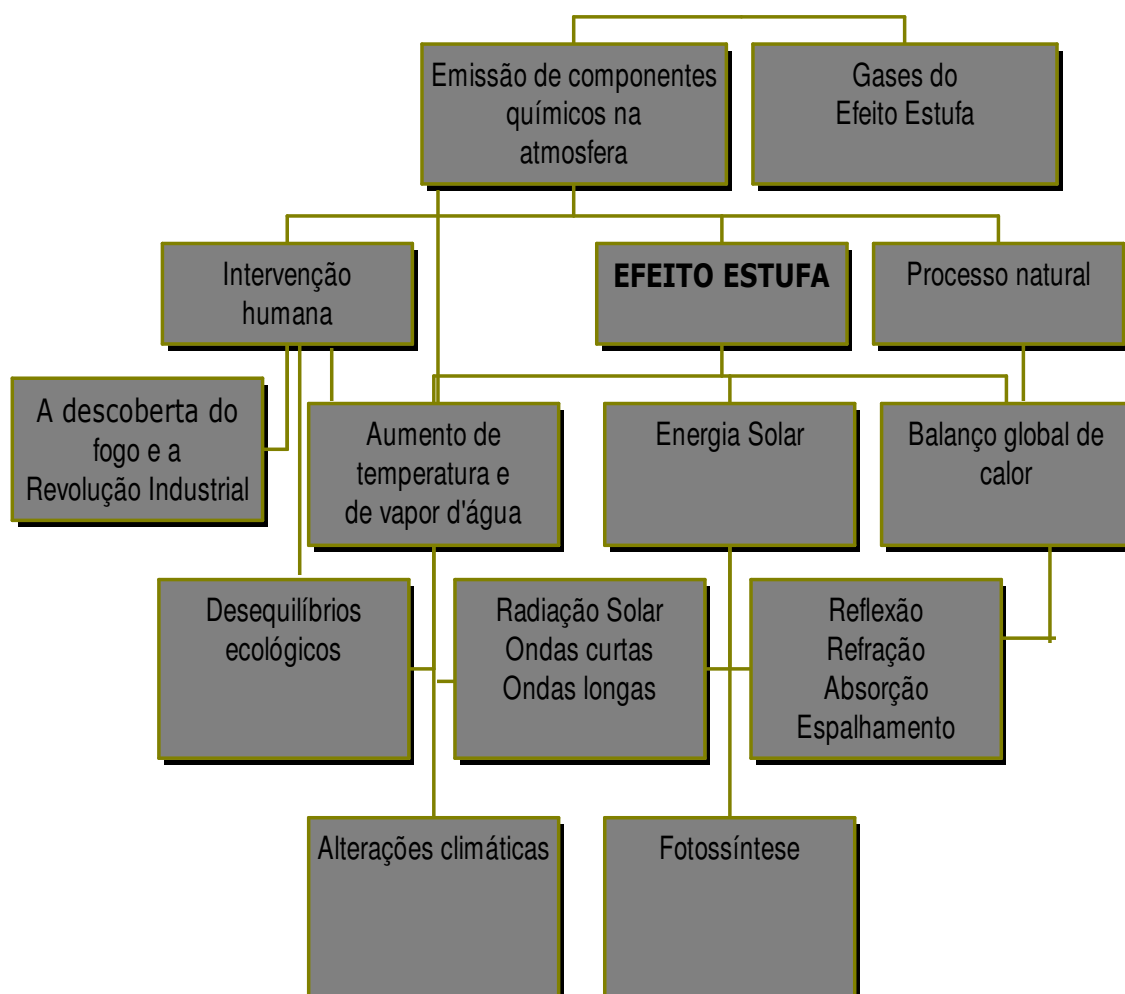 Emissão de componentes
químicos na
atmosfera
Gases do
Efeito Estufa
Intervenção
humana
EFEITO ESTUFA
Processo natural
A descoberta do
fogo e a
Revolução Industrial
Aumento de
temperatura e
de vapor d'água
Energia Solar
Balanço global de
calor
Desequilíbrios
ecológicos
Radiação Solar
Ondas curtas
Ondas longas
Reflexão
Refração
Absorção
Espalhamento
Alterações climáticas
Fotossíntese